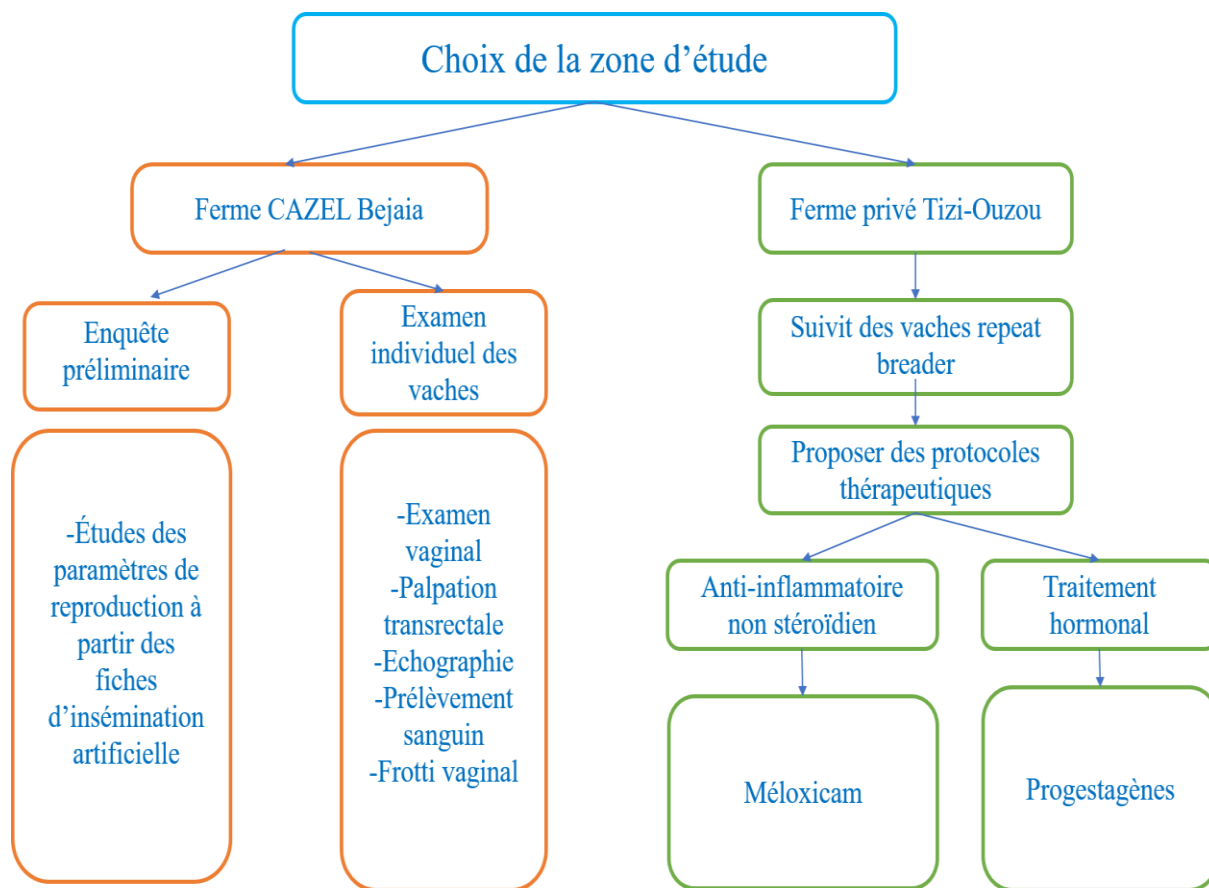 Choix de la zone d’étude
Ferme CAZEL Bejaia
Ferme privé Tizi-Ouzou
Enquête
préliminaire
Examen
individuel des
vaches
Suivit des vaches repeat
breader
-Études des
paramètres de
reproduction à
partir des
fiches
d’insémination
artificielle
-Examen
vaginal
-Palpation
transrectale
-Echographie
-Prélèvement
sanguin
-Frotti vaginal
Proposer des protocoles
thérapeutiques
Anti-inflammatoire
non stéroïdien
Traitement
hormonal
Méloxicam
Progestagènes